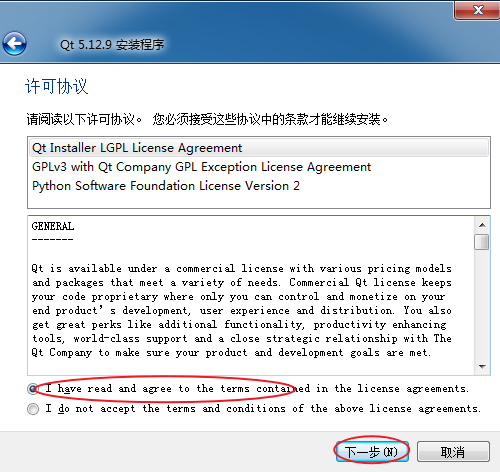 Qt 5.12.9 安装程序
许可协议
请阅读以下许可协议。 您必须接受这些协议中的条款才能继续安装。
Qt Installer LGPL License Agreement
GPLv3 with Qt Company GPL Exception License Agreement
Python Software Foundation License Version 2
GENERAL
-------
Qt is available under a commercial license with various pricing models
and packages that meet a variety of needs. Commercial Qt license keeps
your code proprietary where only you can control and monetize on your
end product's development, user experience and distribution. You also
get great perks like additional functionality, productivity enhancing
tools, world-class support and a close strategic relationship with The
Qt Company to make sure your product and development goals are met.
I have read and agree to the terms contained in the license agreements.
I do not accept the terms and conditions of the above license agreements.
下一步(N)
取消